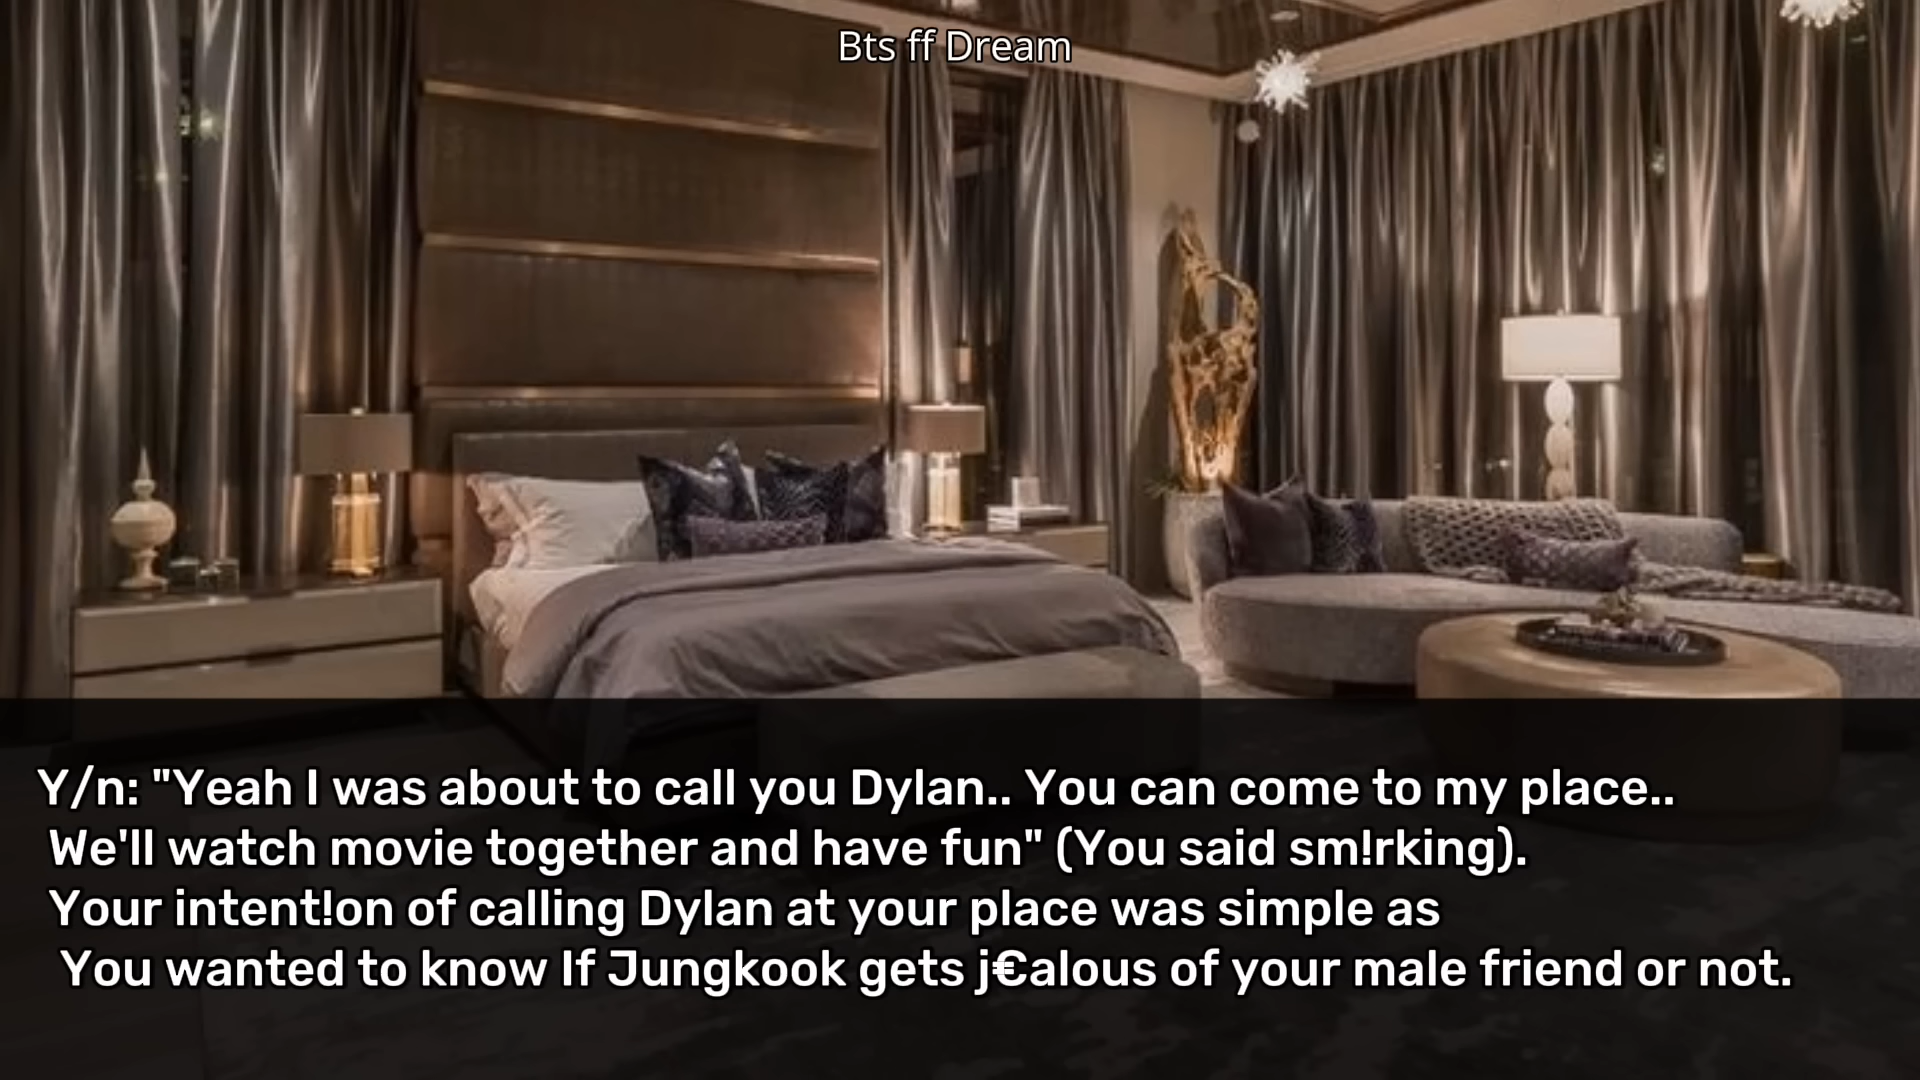 Bts ff Dream
Y/n: "Yeah I was about to call you Dylan.. You can come to my place..
We'll watch movie together and have fun" (You said sm!rking).
Your intent!on of calling Dylan at your place was simple as
You wanted to know If Jungkook gets j€alous of your male friend or not.